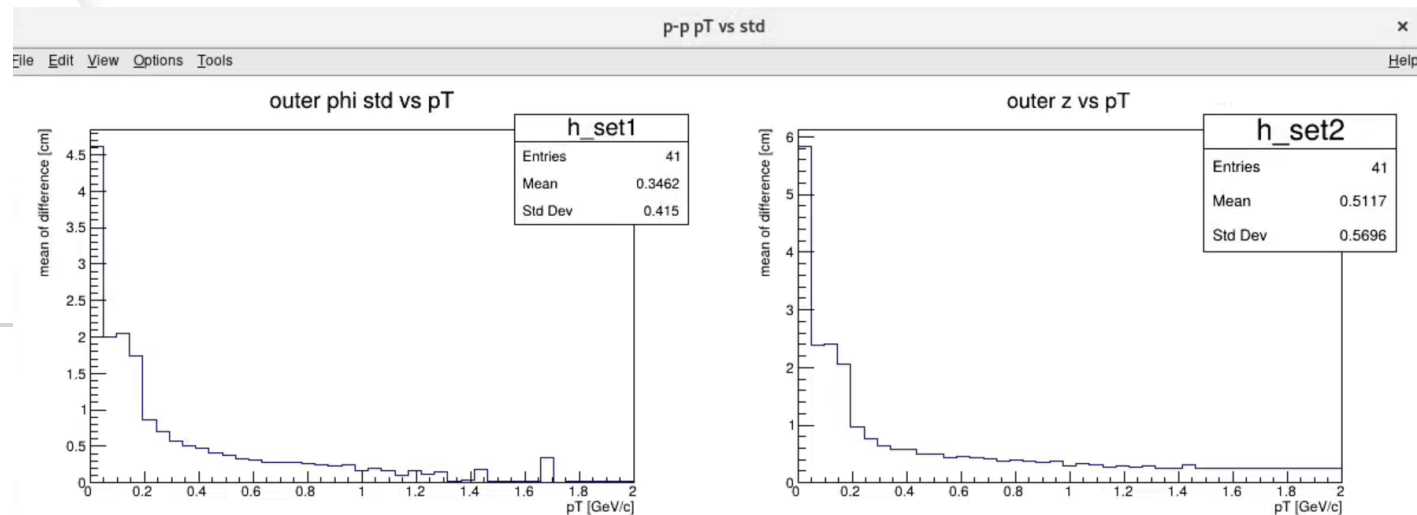 p-p pT vs std
×
File Edit View Options Tools Help
outer phi std vs pT
mean of difference [cm]
h_set1
Entries 41
Mean 0.3462
Std Dev 0.415
4.5
4
3.5
3
2.5
2
1.5
1
0.5
0
0 0.2 0.4 0.6 0.8 1 1.2 1.4 1.6 1.8 2
pT [GeV/c]
outer z vs pT
mean of difference [cm]
h_set2
Entries 41
Mean 0.5117
Std Dev 0.5696
6
5
4
3
2
1
0
0 0.2 0.4 0.6 0.8 1 1.2 1.4 1.6 1.8 2
pT [GeV/c]